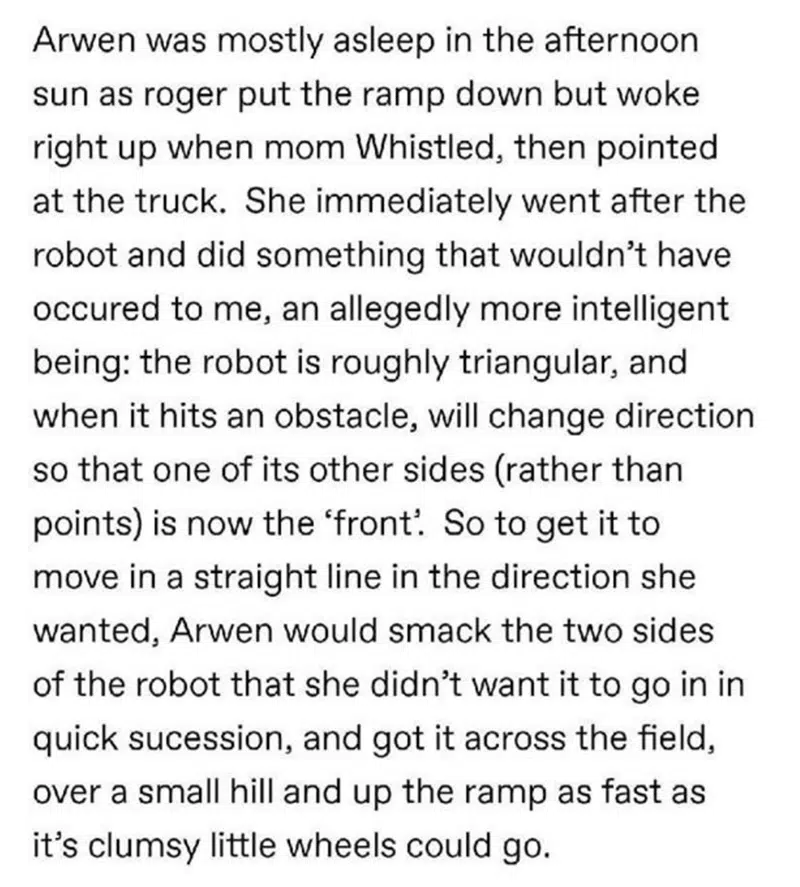 Arwen was mostly asleep in the afternoon
sun as roger put the ramp down but woke
right up when mom Whistled, then pointed
at the truck.  She immediately went after the
robot and did something that wouldn’t have
occured to me, an allegedly more intelligent
being: the robot is roughly triangular, and
when it hits an obstacle, will change direction
so that one of its other sides (rather than
points) is now the ‘front’.  So to get it to
move in a straight line in the direction she
wanted, Arwen would smack the two sides
of the robot that she didn’t want it to go in in
quick sucession, and got it across the field,
over a small hill and up the ramp as fast as
it’s clumsy little wheels could go.